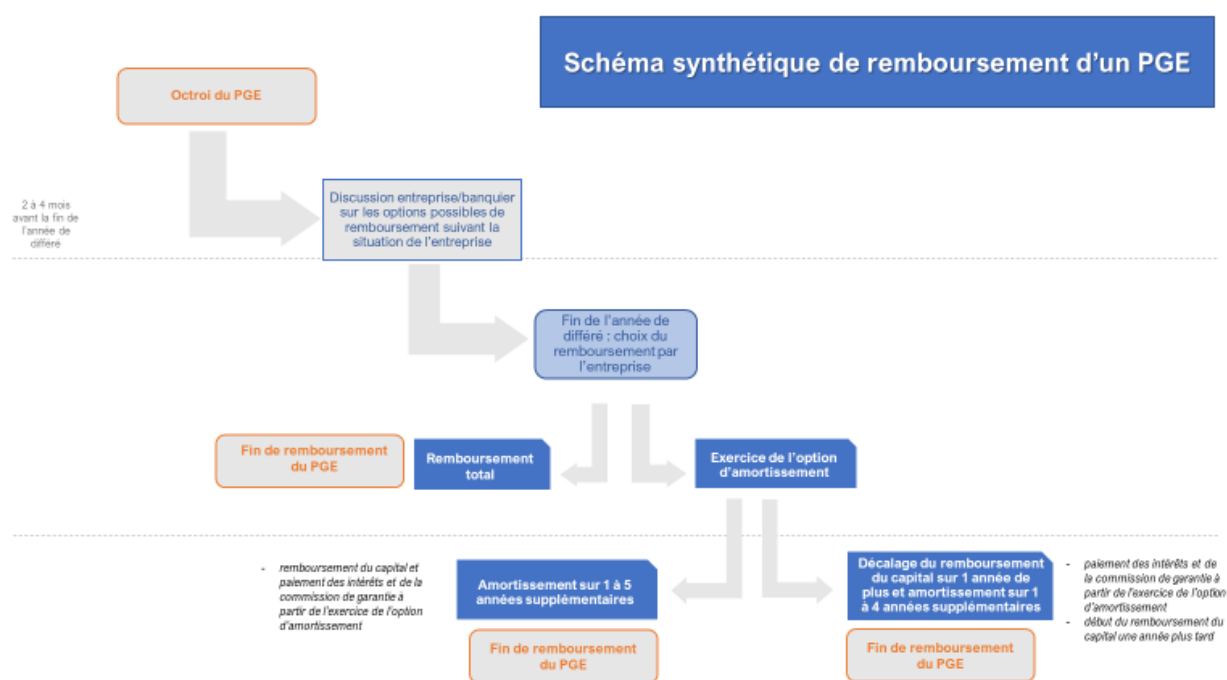 Schéma synthétique de remboursement d'un PGE
Octroi du PGE
2 à 4 mois
avant la fin de
l'année de
différé
Discussion entreprise/banquier
sur les options possibles de
remboursement suivant la
situation de l'entreprise
Fin de l'année de
différé : choix du
remboursement par
l'entreprise
Fin de remboursement
du PGE
Remboursement
total
Exercice de l'option
d'amortissement
- remboursement du capital et
paiement des intérêts et de la
commission de garantie à
partir de l'exercice de l'option
d'amortissement
Amortissement sur 1 à 5
années supplémentaires
Décalage du remboursement
du capital sur 1 année de
plus et amortissement sur 1
à 4 années supplémentaires
- paiement des intérêts et de
la commission de garantie à
partir de l'exercice de l'option
d'amortissement
- début du remboursement du
capital une année plus tard
Fin de remboursement
du PGE
Fin de remboursement
du PGE